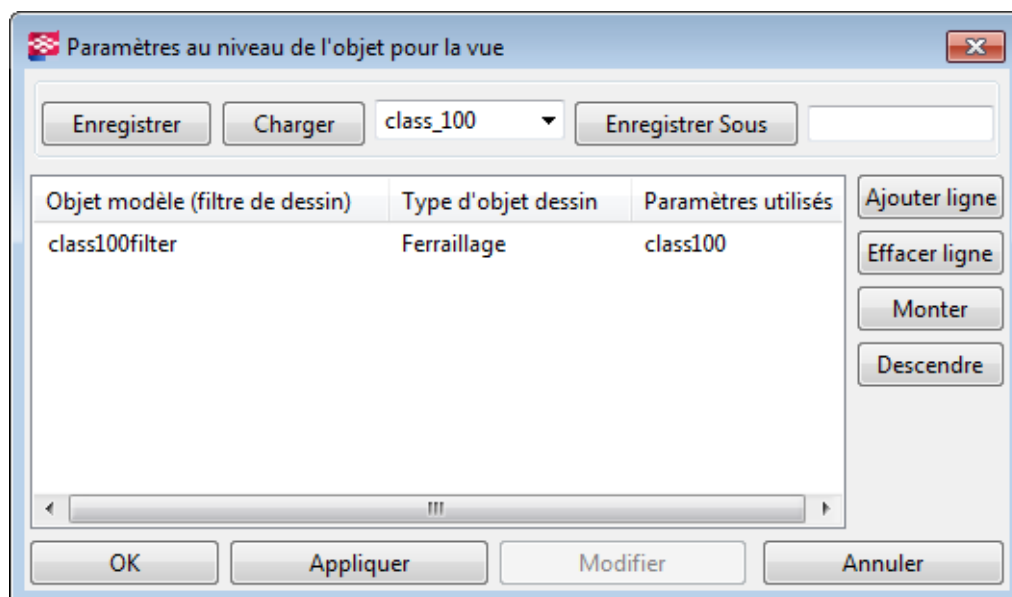 Paramètres au niveau de l'objet pour la vue
Enregistrer Charger class_100 Enregistrer Sous
Objet modèle (filtre de dessin) Type d'objet dessin Paramètres utilisés Ajouter ligne
class100filter Ferraillage class100 Effacer ligne
Monter
Descendre
OK Appliquer Modifier Annuler